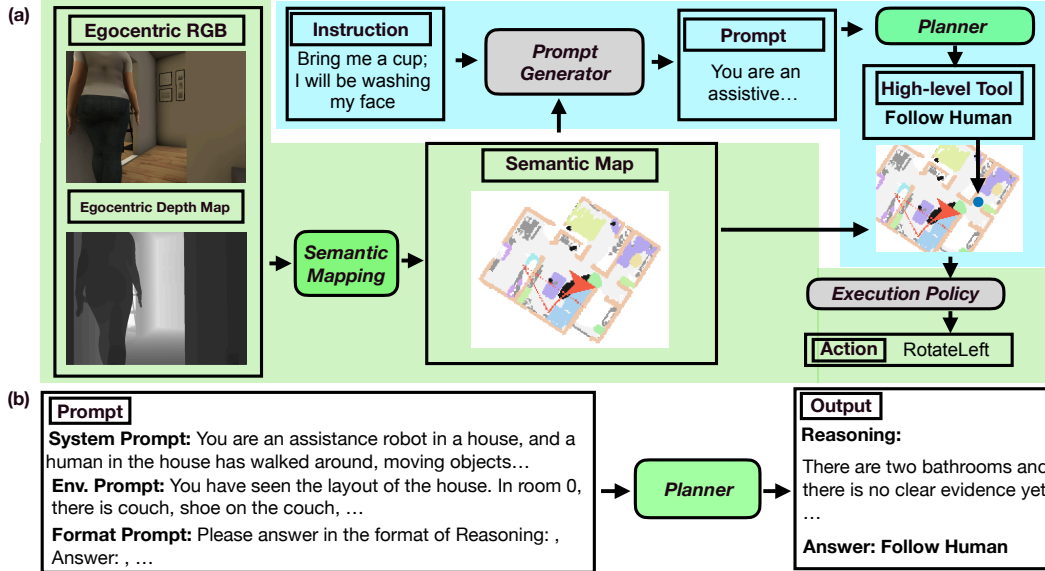 (a)
Egocentric RGB
Egocentric Depth Map
Semantic
Mapping
Instruction
Bring me a cup;
I will be washing
my face
Prompt
Generator
Prompt
You are an
assistive…
Planner
High-level Tool
Follow Human
Semantic Map
Execution Policy
Action RotateLeft
(b)
Prompt
System Prompt: You are an assistance robot in a house, and a
human in the house has walked around, moving objects…
Env. Prompt: You have seen the layout of the house. In room 0,
there is couch, shoe on the couch, …
Format Prompt: Please answer in the format of Reasoning: ,
Answer: , …
Planner
Output
Reasoning:
There are two bathrooms and
there is no clear evidence yet
…
Answer: Follow Human